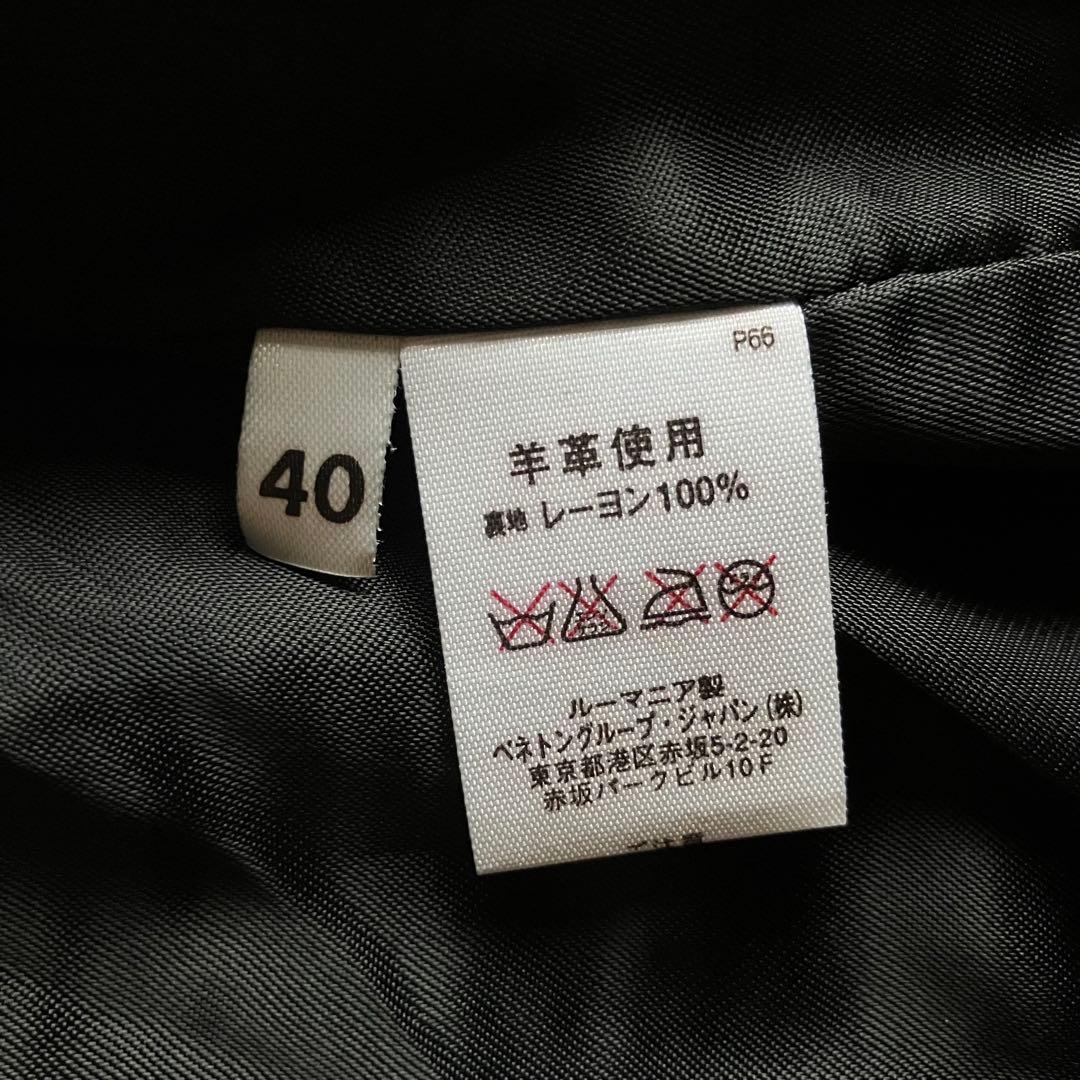 40
P66
羊革使用
裏地 レーヨン100%
ルーマニア製
ベネトングループ・ジャパン(株)
東京都港区赤坂5-2-20
赤坂パークビル10F